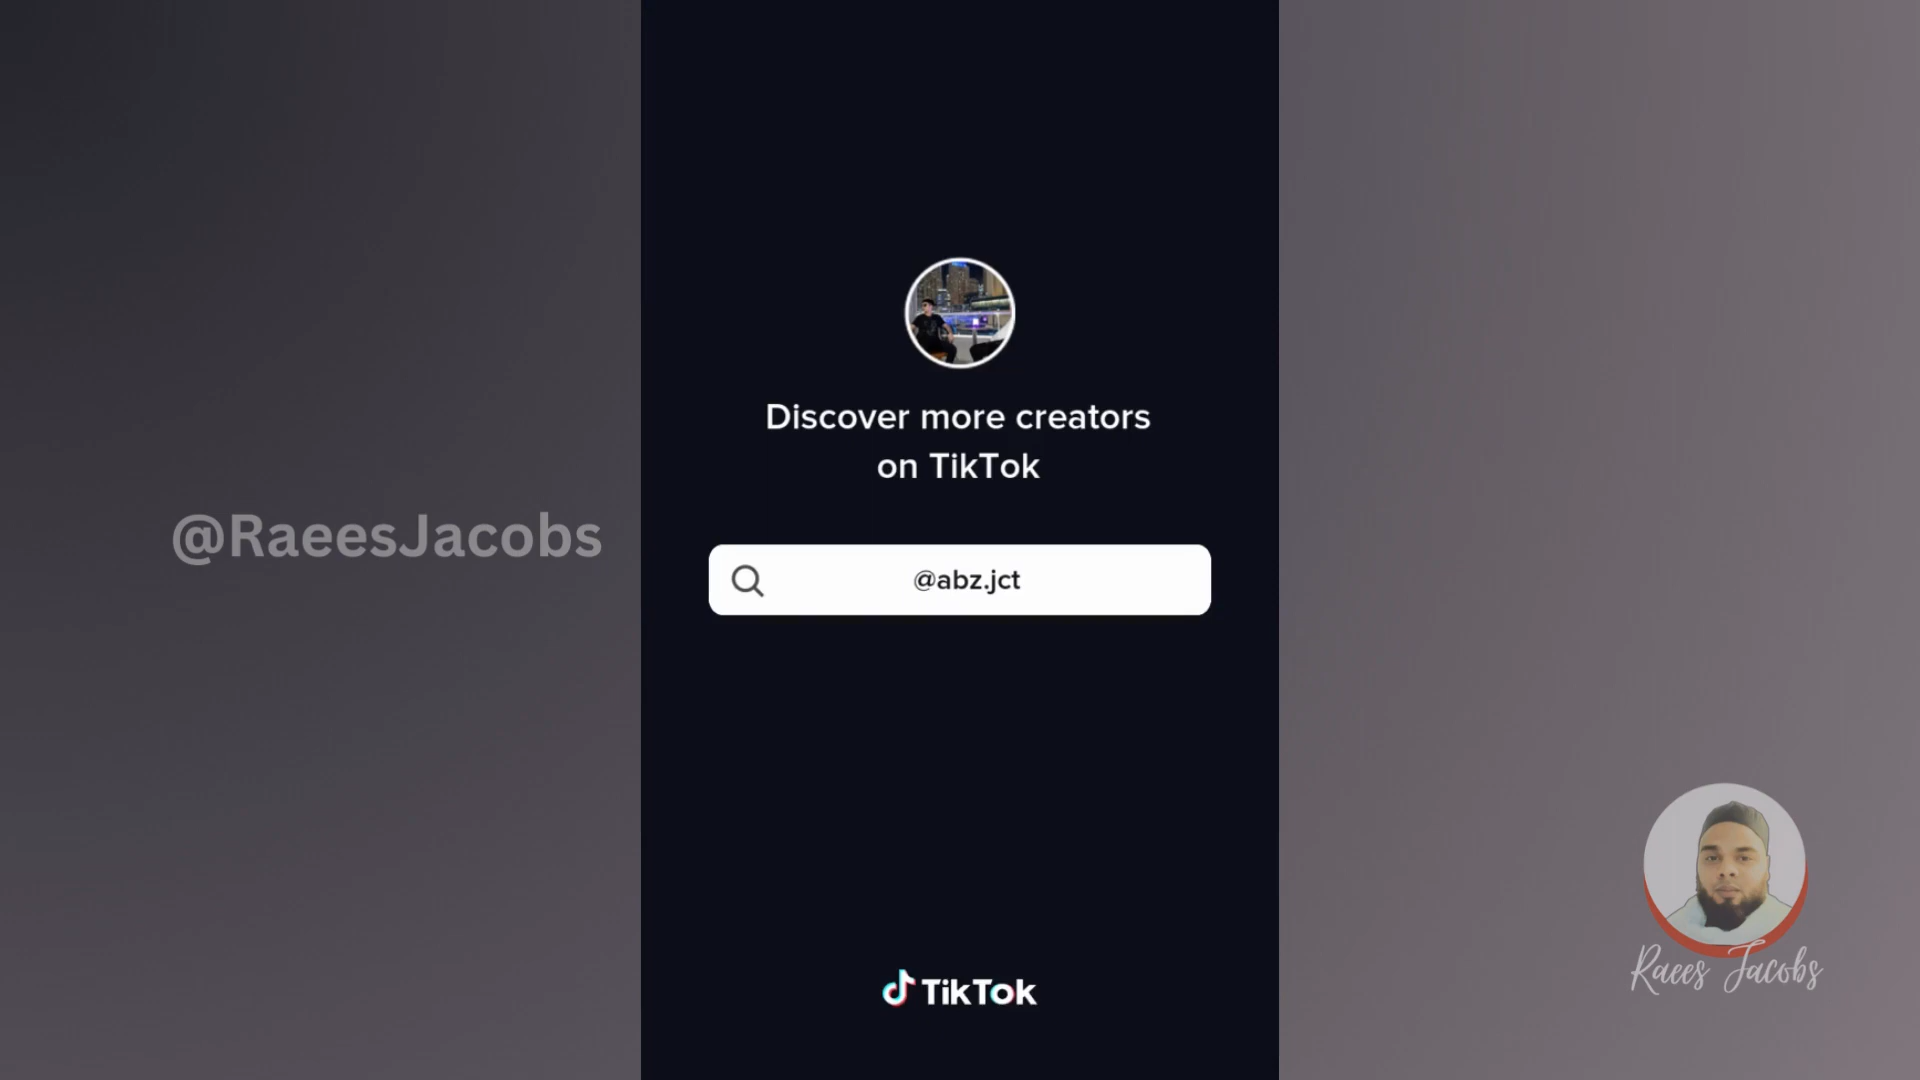 Discover more creators
on TikTok
@RaeesJacobs
@abz.jct
Raees Jacobs
TikTok